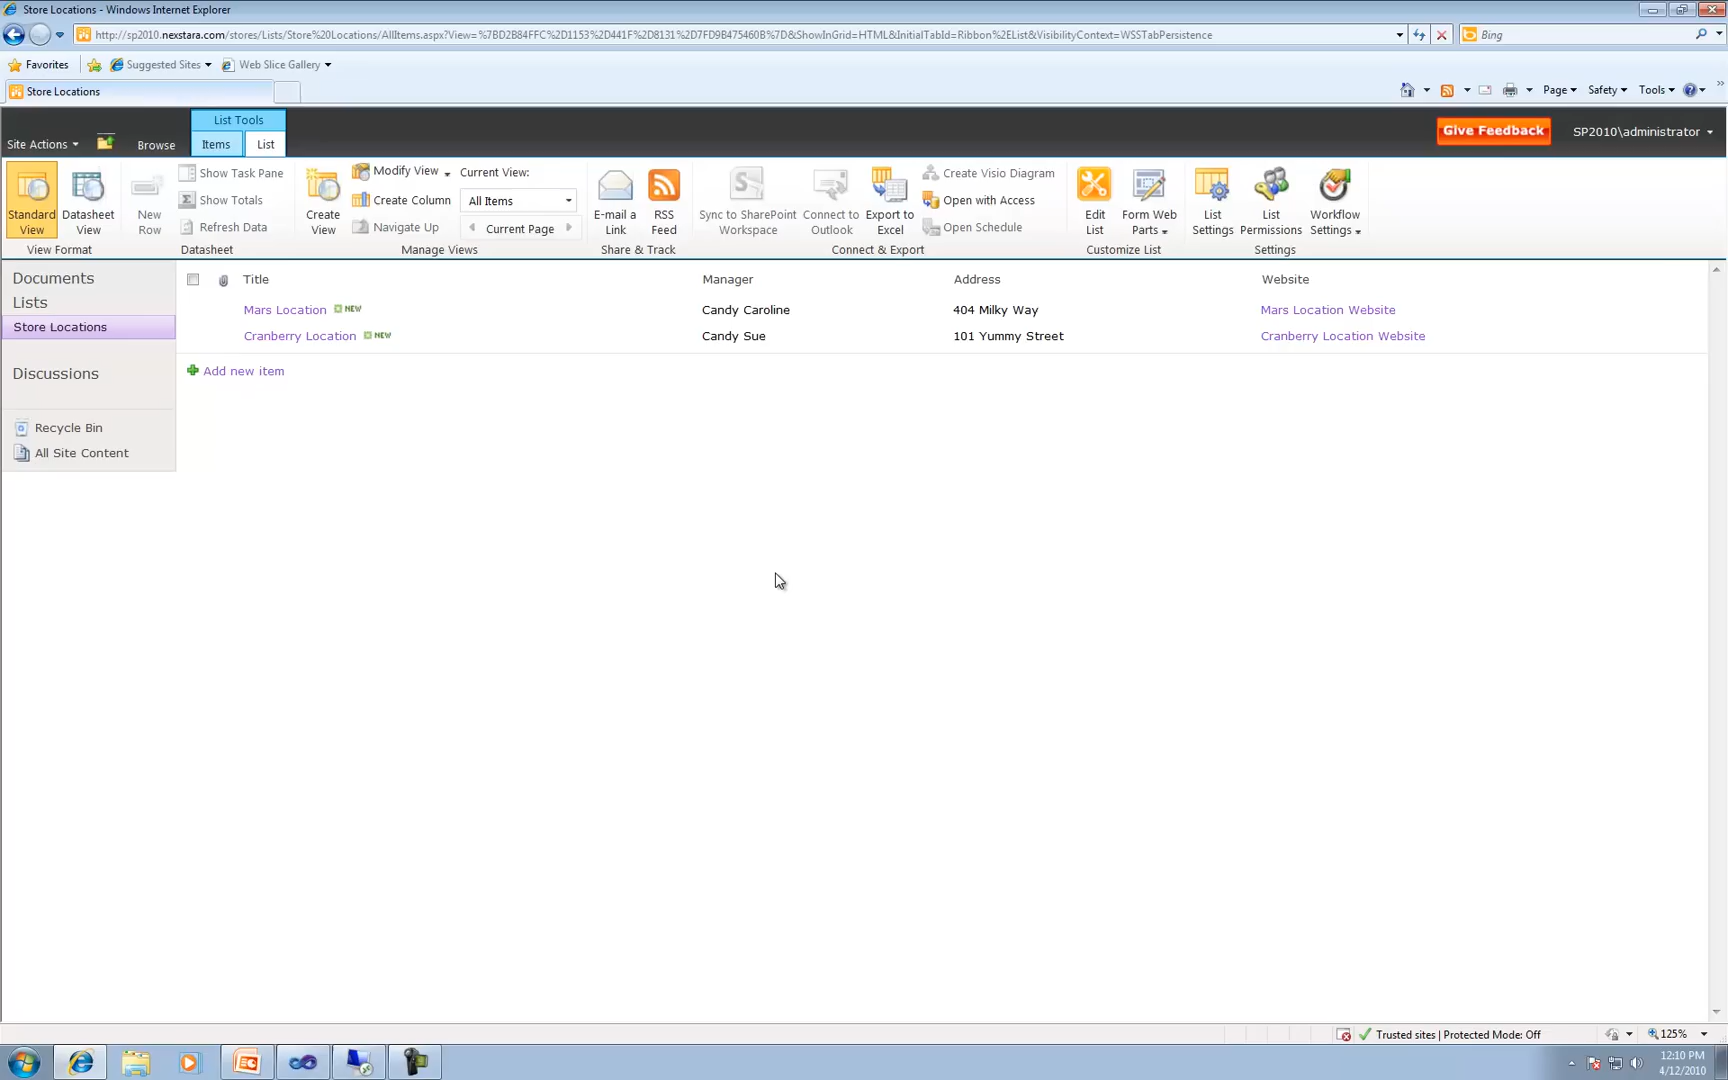 Store Locations - Windows Internet Explorer
http://sp2010.nexstara.com/stores/Lists/Store%20Locations/AllItems.aspx?View=%7BD2B84FFC%2D1153%2D441F%2D8131%2D7FD9B475460B%7D&ShowInGrid=HTML&InitialTabId=Ribbon%2EList&VisibilityContext=WSSTabPersistence
Bing
Favorites Suggested Sites Web Slice Gallery
Store Locations
Page Safety Tools
List Tools
Site Actions Browse Items List
Give Feedback
SP2010\administrator
Standard View
Datasheet View
New Row
Show Task Pane
Show Totals
Refresh Data
Create View
Modify View
Create Column
Navigate Up
Current View:
All Items
Current Page
E-mail a Link
RSS Feed
Sync to SharePoint Workspace
Connect to Outlook
Export to Excel
Create Visio Diagram
Open with Access
Open Schedule
Edit List
Form Web Parts
List Settings
List Permissions
Workflow Settings
View Format Datasheet Manage Views Share & Track Connect & Export Customize List Settings
Documents
Lists
Store Locations
Discussions
Recycle Bin
All Site Content
Title Manager Address Website
Mars Location NEW Candy Caroline 404 Milky Way Mars Location Website
Cranberry Location NEW Candy Sue 101 Yummy Street Cranberry Location Website
Add new item
Trusted sites | Protected Mode: Off
125%
12:10 PM
4/12/2010